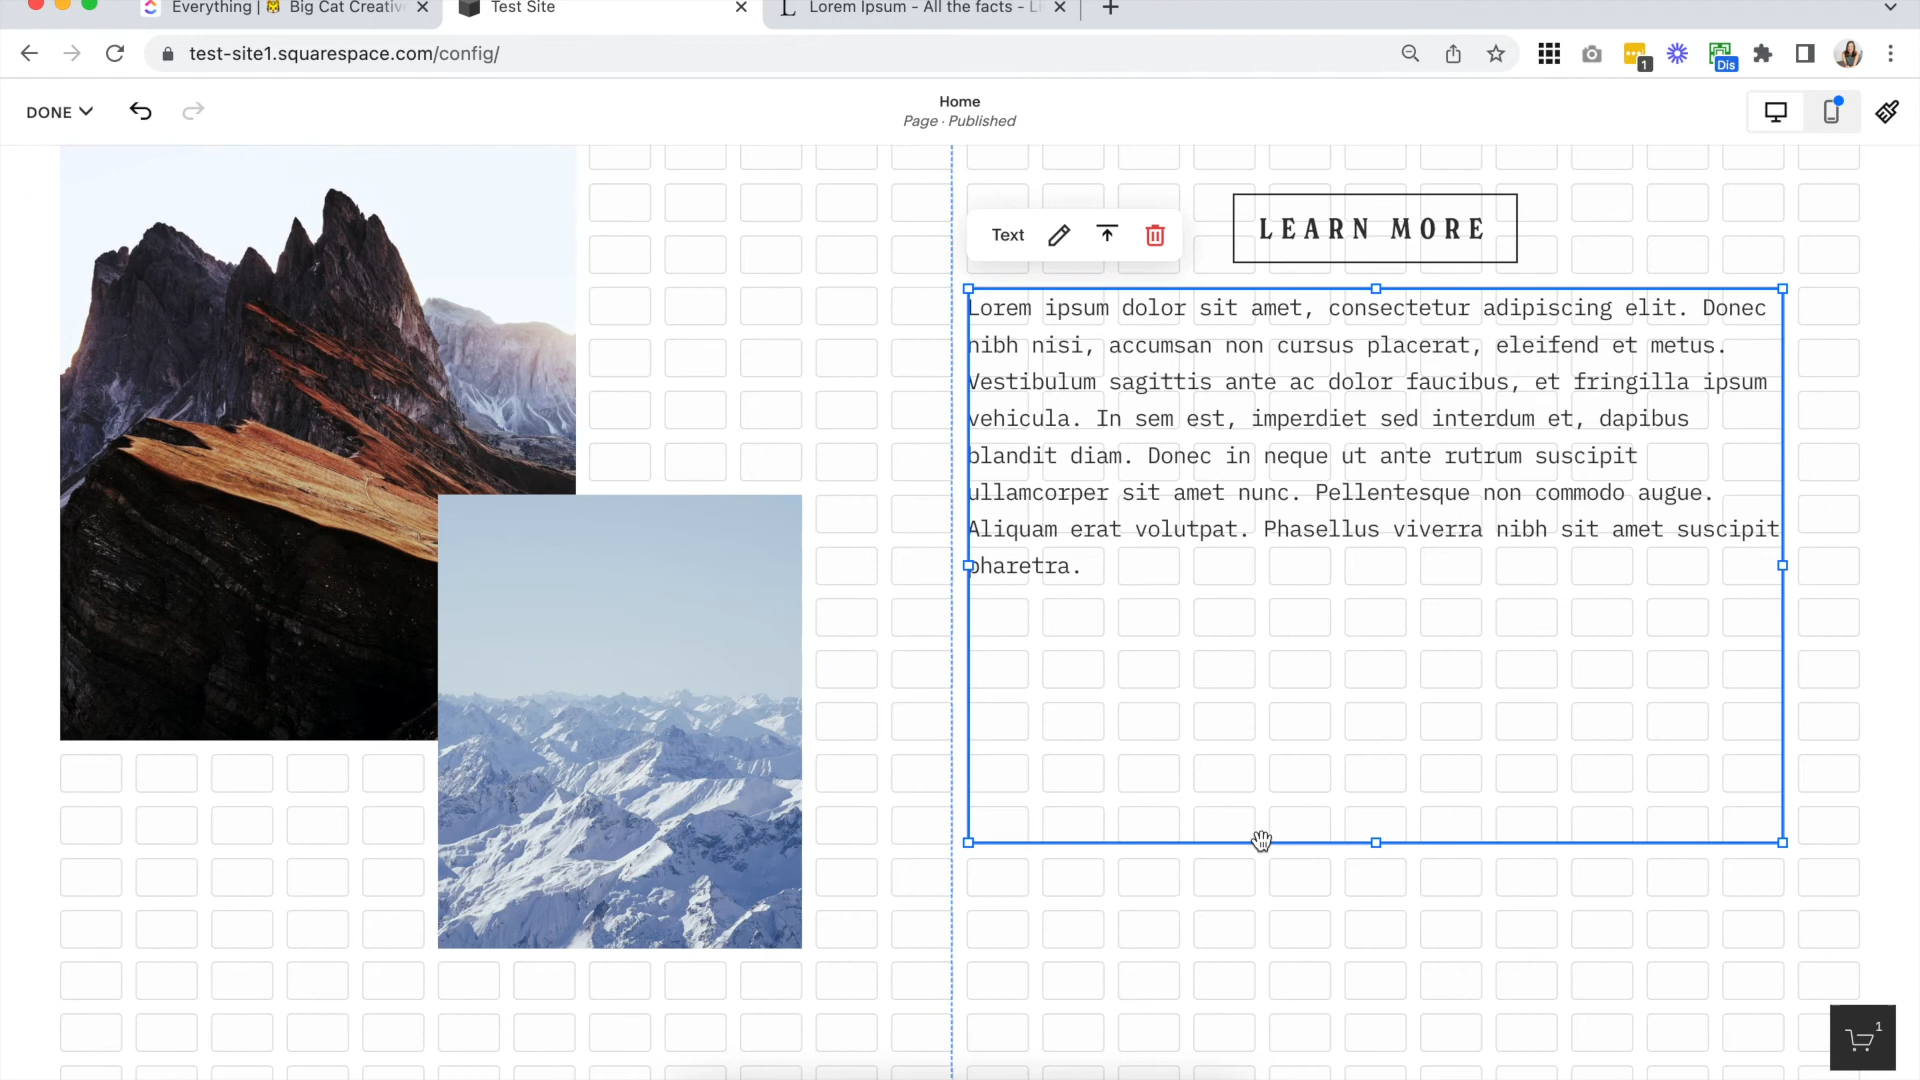 Everything | Big Cat Creativ
Test Site
Lorem Ipsum - All the facts - Li
test-site1.squarespace.com/config/
1
Dis
DONE
Home
Page · Published
LEARN MORE
Text
Lorem ipsum dolor sit amet, consectetur adipiscing elit. Donec
nibh nisi, accumsan non cursus placerat, eleifend et metus.
Vestibulum sagittis ante ac dolor faucibus, et fringilla ipsum
vehicula. In sem est, imperdiet sed interdum et, dapibus
blandit diam. Donec in neque ut ante rutrum suscipit
ullamcorper sit amet nunc. Pellentesque non commodo augue.
Aliquam erat volutpat. Phasellus viverra nibh sit amet suscipit
pharetra.
1